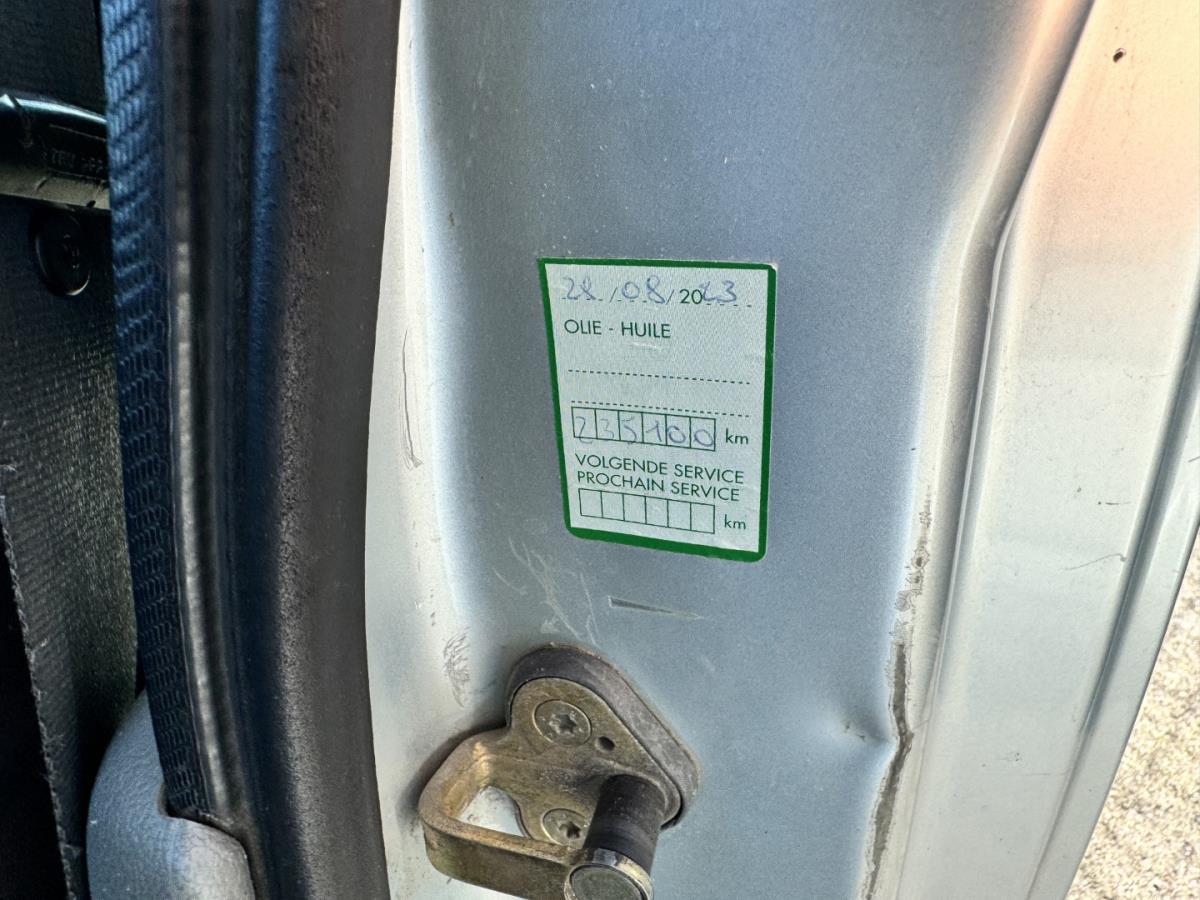 28/08/2023
OLIE - HUILE
235100 km
VOLGENDE SERVICE
PROCHAIN SERVICE
km